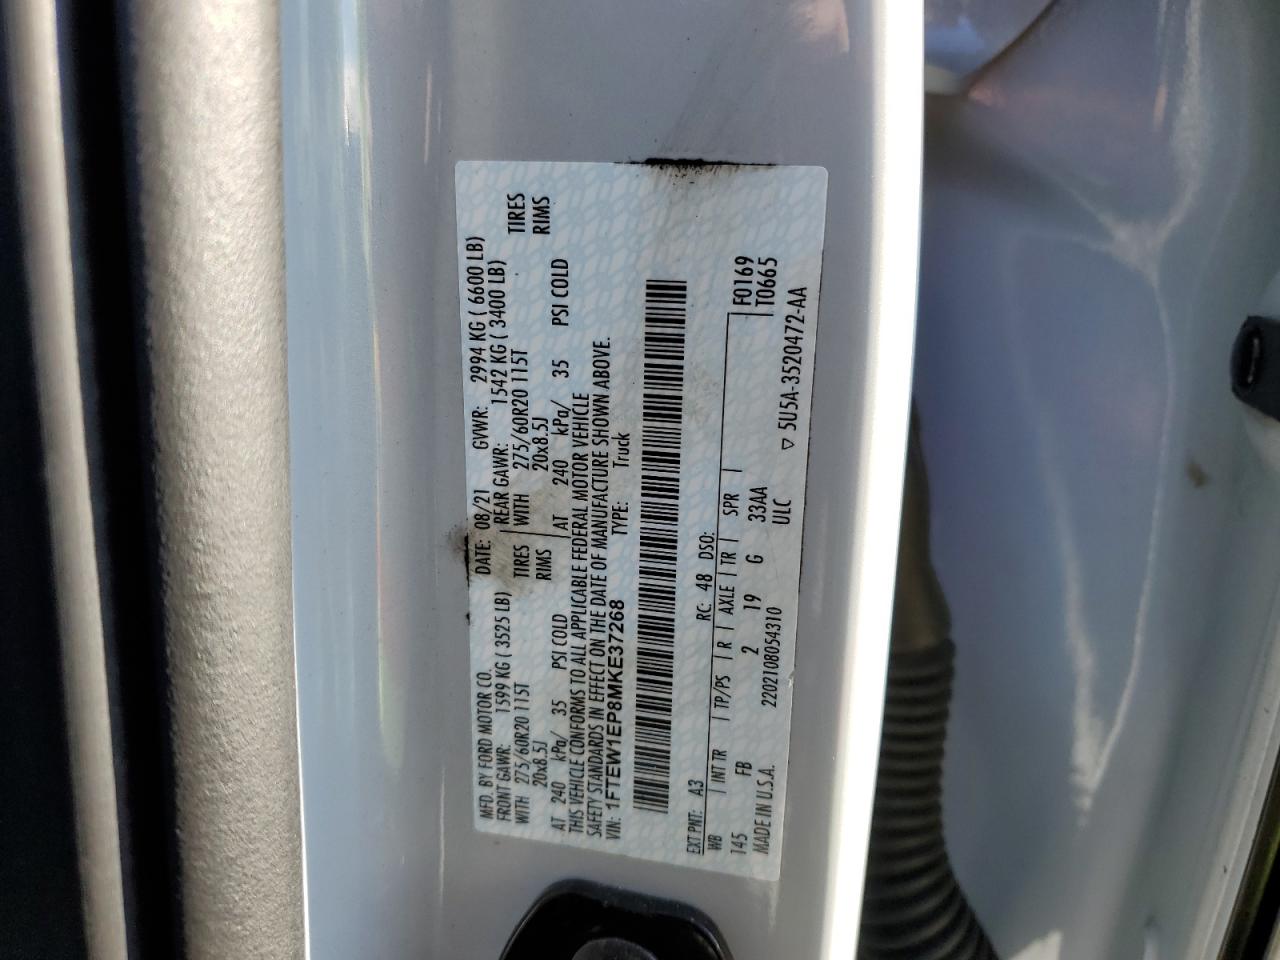 MFD. BY FORD MOTOR CO. DATE: 08/21 GVWR: 2994 KG ( 6600 LB)
FRONT GAWR: 1599 KG ( 3525 LB) REAR GAWR: 1542 KG ( 3400 LB)
WITH 275/60R20 115T TIRES WITH 275/60R20 115T TIRES
20x8.5J RIMS 20x8.5J RIMS
AT 240 kPa/ 35 PSI COLD AT 240 kPa/ 35 PSI COLD
THIS VEHICLE CONFORMS TO ALL APPLICABLE FEDERAL MOTOR VEHICLE
SAFETY STANDARDS IN EFFECT ON THE DATE OF MANUFACTURE SHOWN ABOVE.
VIN: 1FTEW1EP8MKE37268 TYPE: Truck
EXT PNT: A3 RC: 48 DSO: F0169
WB INT TR TP/PS R AXLE TR SPR T0665
145 FB 2 19 G 33AA
MADE IN U.S.A. 2202108054310 ULC ▽ 5U5A-3520472-AA